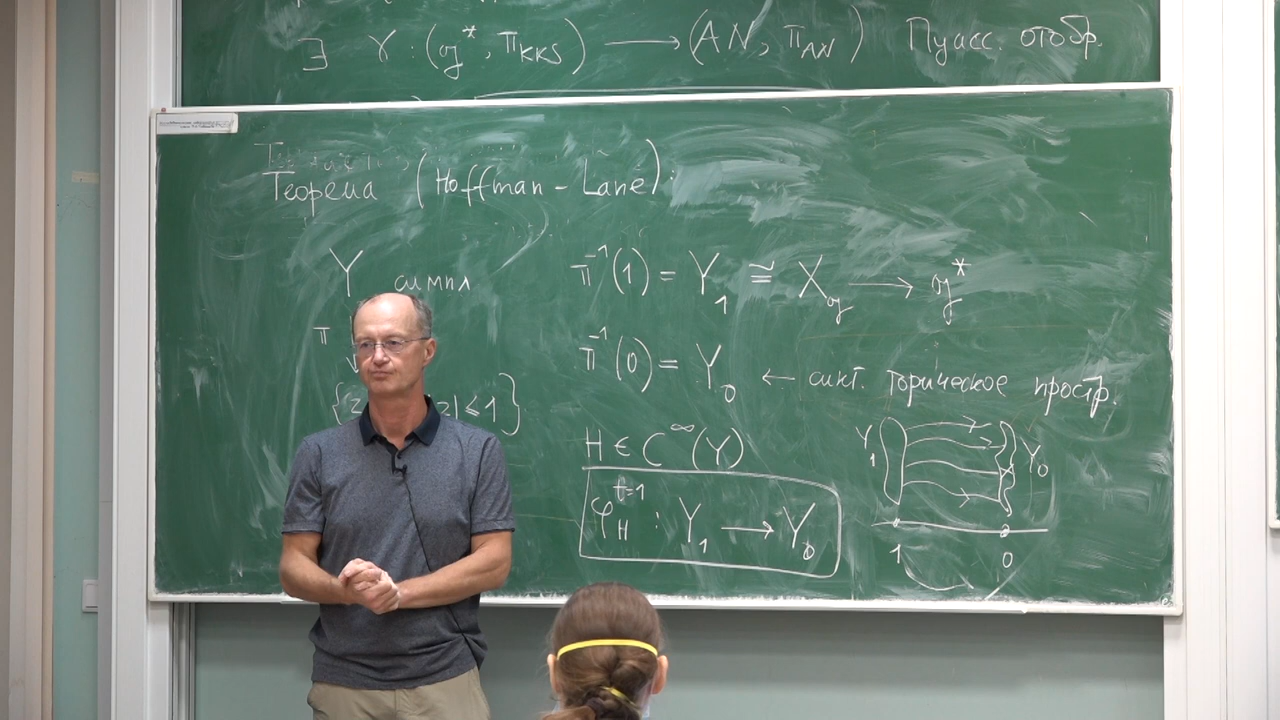 ∃ γ : (𝔤*, π_KKS) ⟶ (AN, π_AN) Пуасс. отобр.
Теорема (Hoffman - Lane):
Y симпл
π
π⁻¹(1) = Y₁ ≅ X_𝔤 ⟶ 𝔤*
π⁻¹(0) = Y₀ ← синг. торическое простр.
{z z| ⩽ 1}
H ∈ C^∞(Y)
φ_H^{t=1} : Y₁ ⟶ Y₀
Y₁ Y₀
1 0